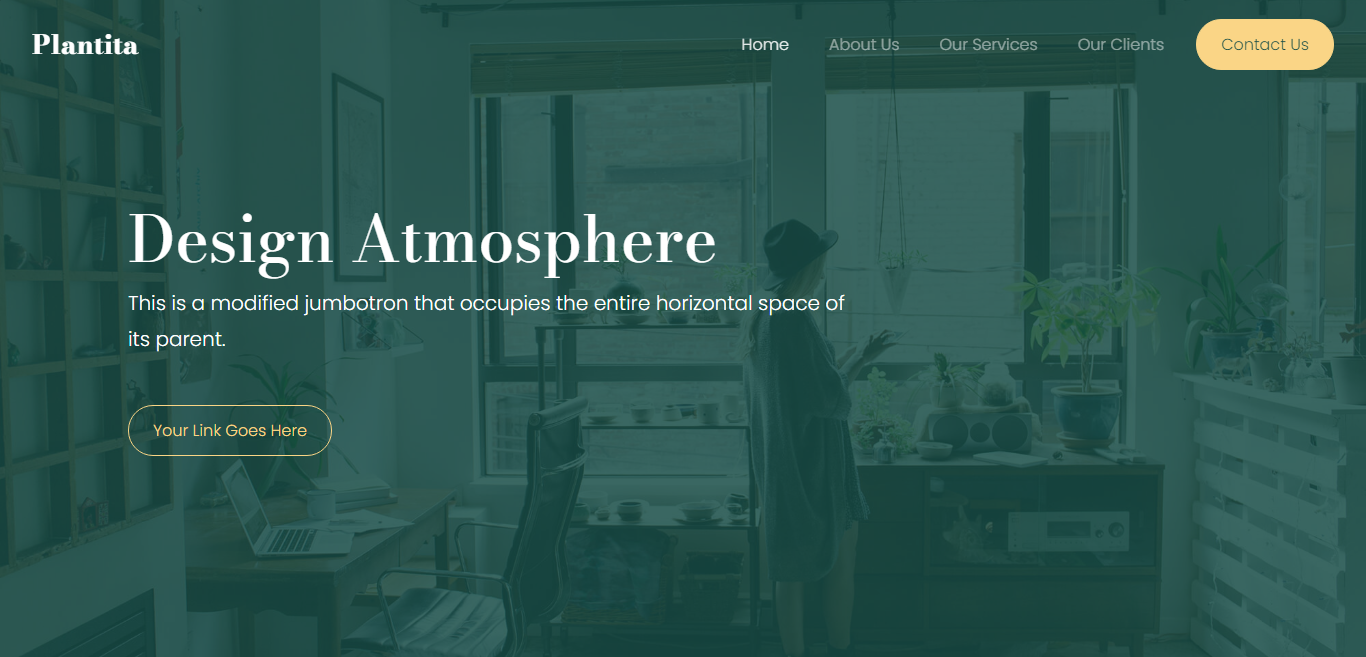 Plantita
Home About Us Our Services Our Clients Contact Us
Design Atmosphere
This is a modified jumbotron that occupies the entire horizontal space of
its parent.
Your Link Goes Here